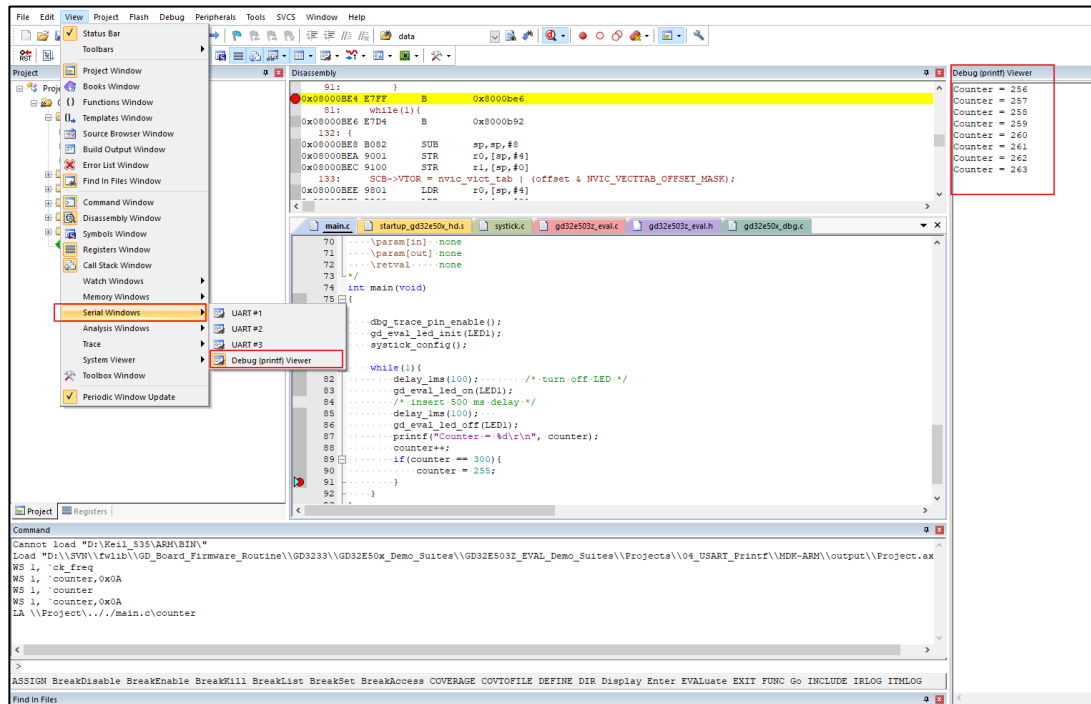 File Edit View Project Flash Debug Peripherals Tools SVCS Window Help
data
Status Bar
Toolbars
Project Window
Books Window
Functions Window
Templates Window
Source Browser Window
Build Output Window
Error List Window
Find In Files Window
Command Window
Disassembly Window
Symbols Window
Registers Window
Call Stack Window
Watch Windows
Memory Windows
Serial Windows
Analysis Windows
Trace
System Viewer
Toolbox Window
Periodic Window Update
UART #1
UART #2
UART #3
Debug (printf) Viewer
Project
Project Registers
Disassembly
91: }
0x08000BE4 E7FF B 0x8000be6
81: while(1){
0x08000BE6 E7D4 B 0x8000b92
132: {
0x08000BE8 B082 SUB sp,sp,#8
0x08000BEA 9001 STR r0,[sp,#4]
0x08000BEC 9100 STR r1,[sp,#0]
133: SCB->VTOR = nvic_vict_tab | (offset & NVIC_VECTTAB_OFFSET_MASK);
0x08000BEE 9801 LDR r0,[sp,#4]
main.c startup_gd32e50x_hd.s systick.c gd32e503z_eval.c gd32e503z_eval.h gd32e50x_dbg.c
70 \param[in] none
71 \param[out] none
72 \retval none
73 */
74 int main(void)
75 {
dbg_trace_pin_enable();
gd_eval_led_init(LED1);
systick_config();
while(1){
82 delay_1ms(100); /* turn off LED */
83 gd_eval_led_on(LED1);
84 /* insert 500 ms delay */
85 delay_1ms(100);
86 gd_eval_led_off(LED1);
87 printf("Counter = %d\r\n", counter);
88 counter++;
89 if(counter == 300){
90 counter = 255;
91 }
92 }
Debug (printf) Viewer
Counter = 256
Counter = 257
Counter = 258
Counter = 259
Counter = 260
Counter = 261
Counter = 262
Counter = 263
Command
Cannot load "D:\Keil_535\ARM\BIN\"
Load "D:\\SVN\\fwlib\\GD_Board_Firmware_Routine\\GD3233\\GD32E50x_Demo_Suites\\GD32E503Z_EVAL_Demo_Suites\\Projects\\04_USART_Printf\\MDK-ARM\\output\\Project.ax
WS 1, `ck_freq
WS 1, `counter,0x0A
WS 1, `counter
WS 1, `counter,0x0A
LA \\Project\.././main.c\counter
>
ASSIGN BreakDisable BreakEnable BreakKill BreakList BreakSet BreakAccess COVERAGE COVTOFILE DEFINE DIR Display Enter EVALuate EXIT FUNC Go INCLUDE IRLOG ITMLOG
Find In Files